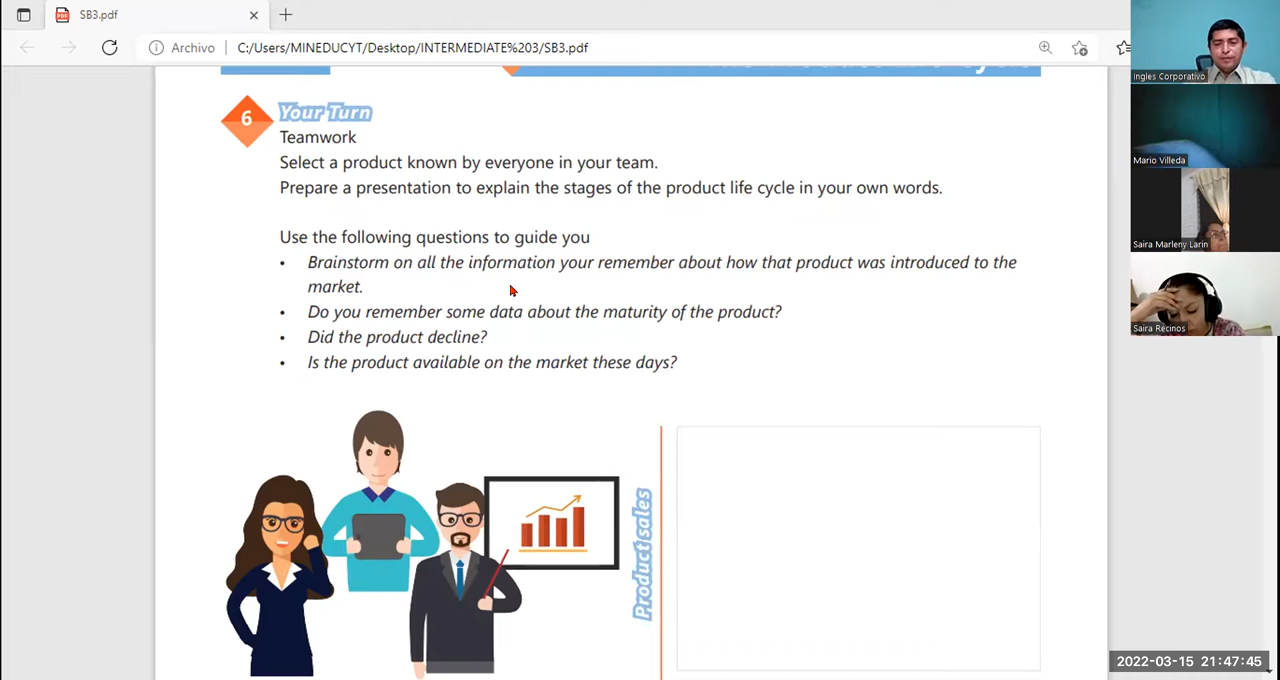 SB3.pdf
Archivo
C:/Users/MINEDUCYT/Desktop/INTERMEDIATE%203/SB3.pdf
6
Your Turn
Teamwork
Select a product known by everyone in your team.
Prepare a presentation to explain the stages of the product life cycle in your own words.
Use the following questions to guide you
• Brainstorm on all the information your remember about how that product was introduced to the
market.
• Do you remember some data about the maturity of the product?
• Did the product decline?
• Is the product available on the market these days?
Product sales
Ingles Corporativo
Mario Villeda
Saira Marleny Larin
Saira Recinos
2022-03-15 21:47:45